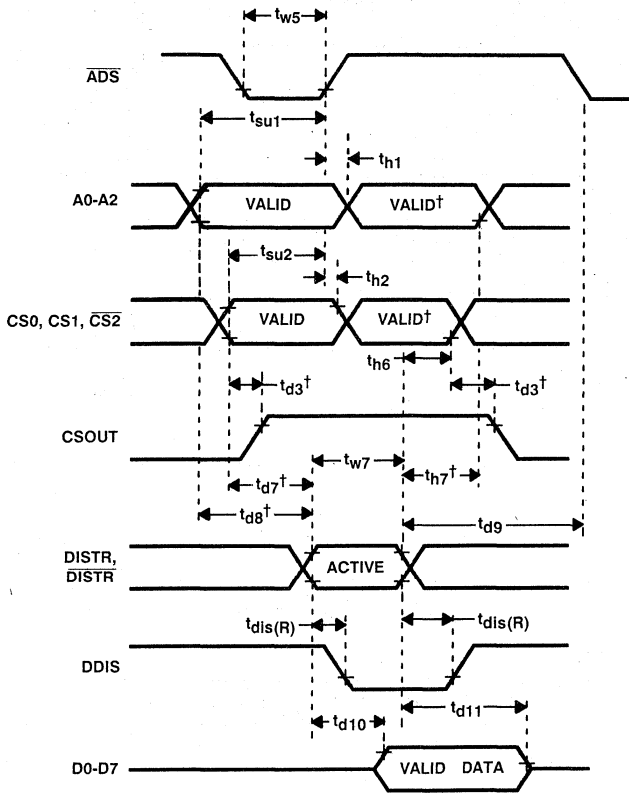 tw5
ADS
tsu1
th1
A0-A2
VALID
VALID†
tsu2
th2
CS0, CS1, CS2
VALID
VALID†
th6
td3†
td3†
CSOUT
tw7
td7†
th7†
td8†
td9
DISTR,
DISTR
ACTIVE
tdis(R)
tdis(R)
DDIS
td10
td11
D0-D7
VALID DATA